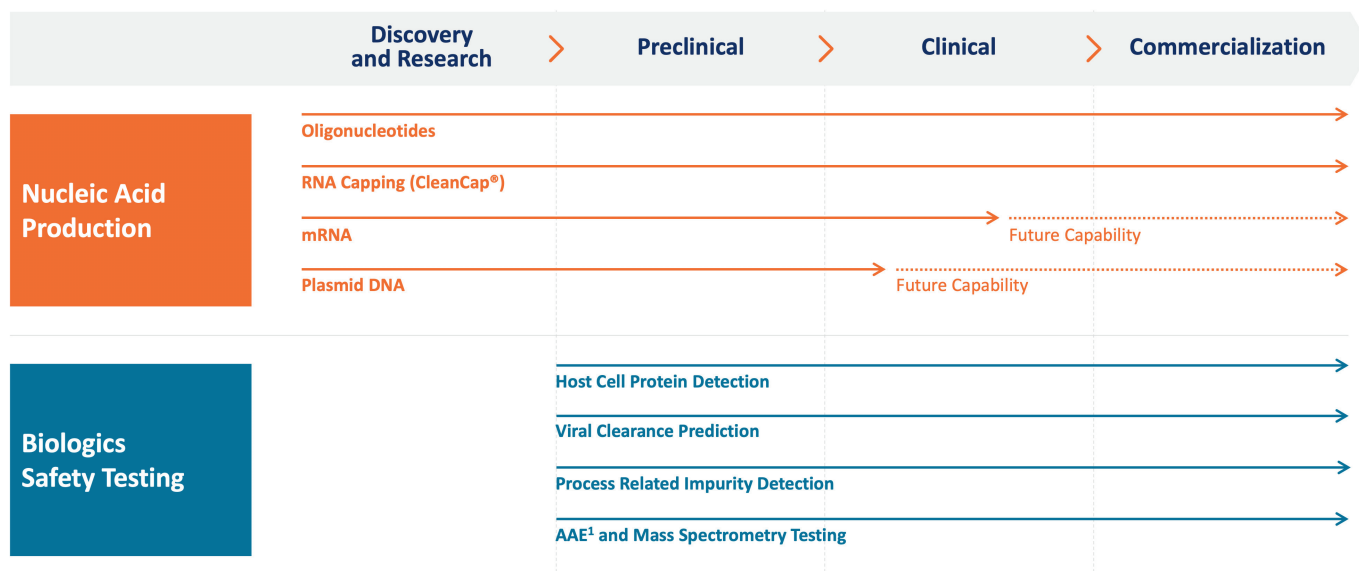 Discovery
and Research
Preclinical
Clinical
Commercialization
Nucleic Acid
Production
Oligonucleotides
RNA Capping (CleanCap®)
mRNA
Future Capability
Plasmid DNA
Future Capability
Biologics
Safety Testing
Host Cell Protein Detection
Viral Clearance Prediction
Process Related Impurity Detection
AAE¹ and Mass Spectrometry Testing